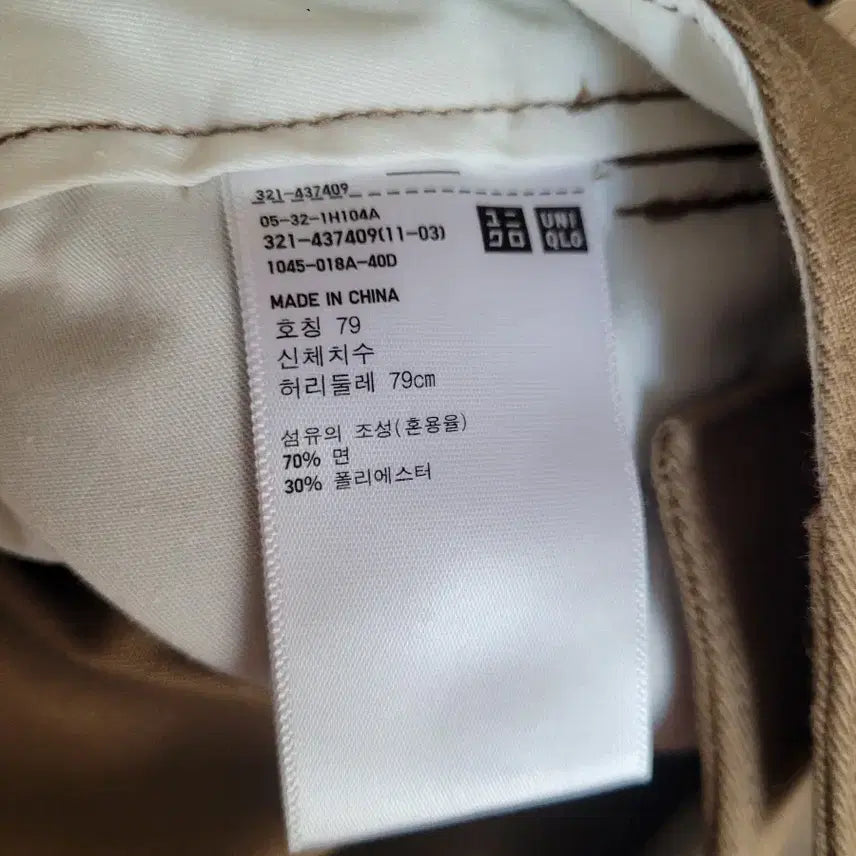 321-437409
05-32-1H104A
321-437409(11-03)
1045-018A-40D
ユニ
クロ
UNI
QLO
MADE IN CHINA
호칭 79
신체치수
허리둘레 79cm
섬유의 조성(혼용율)
70% 면
30% 폴리에스터